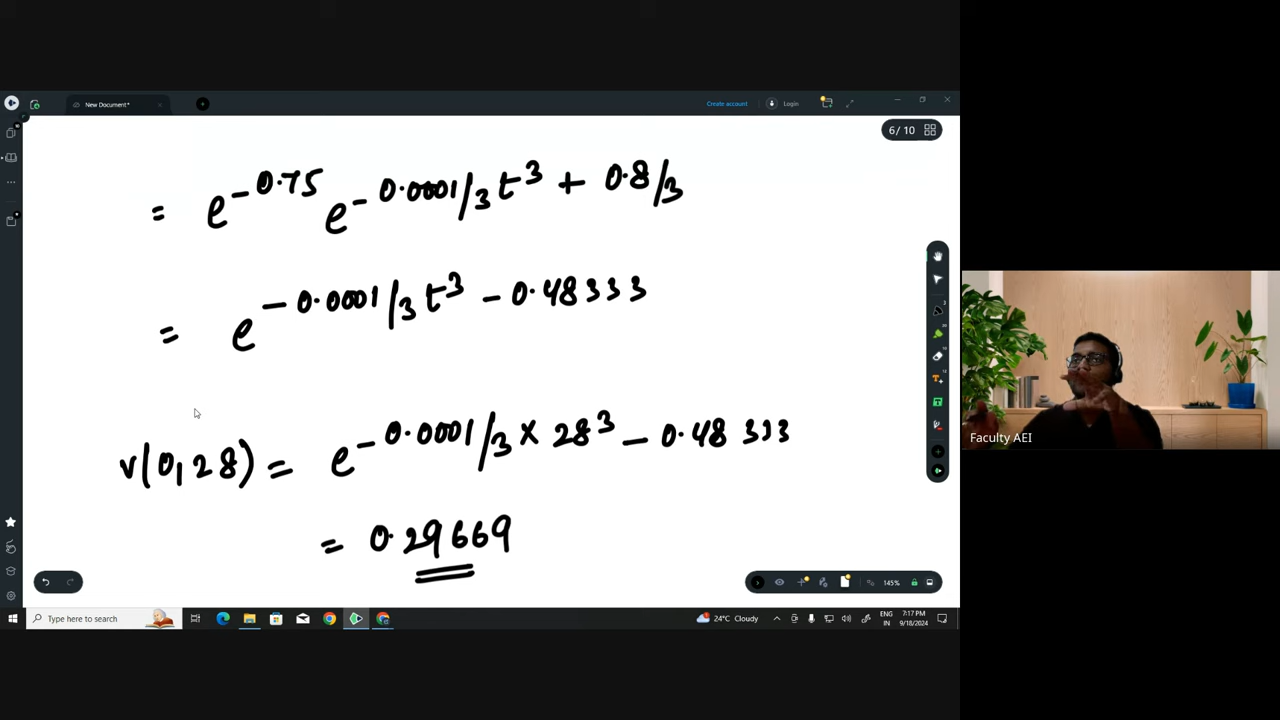 New Document*
Create account
Login
6 / 10
= e^{-0.75} e^{-0.0001/3 t^3 + 0.8/3}
= e^{-0.0001/3 t^3 - 0.48333}
v(0,28) = e^{-0.0001/3 × 28^3 - 0.48333}
= 0.29669
145%
Faculty AEI
Type here to search
24°C Cloudy
ENG
IN
7:17 PM
9/18/2024